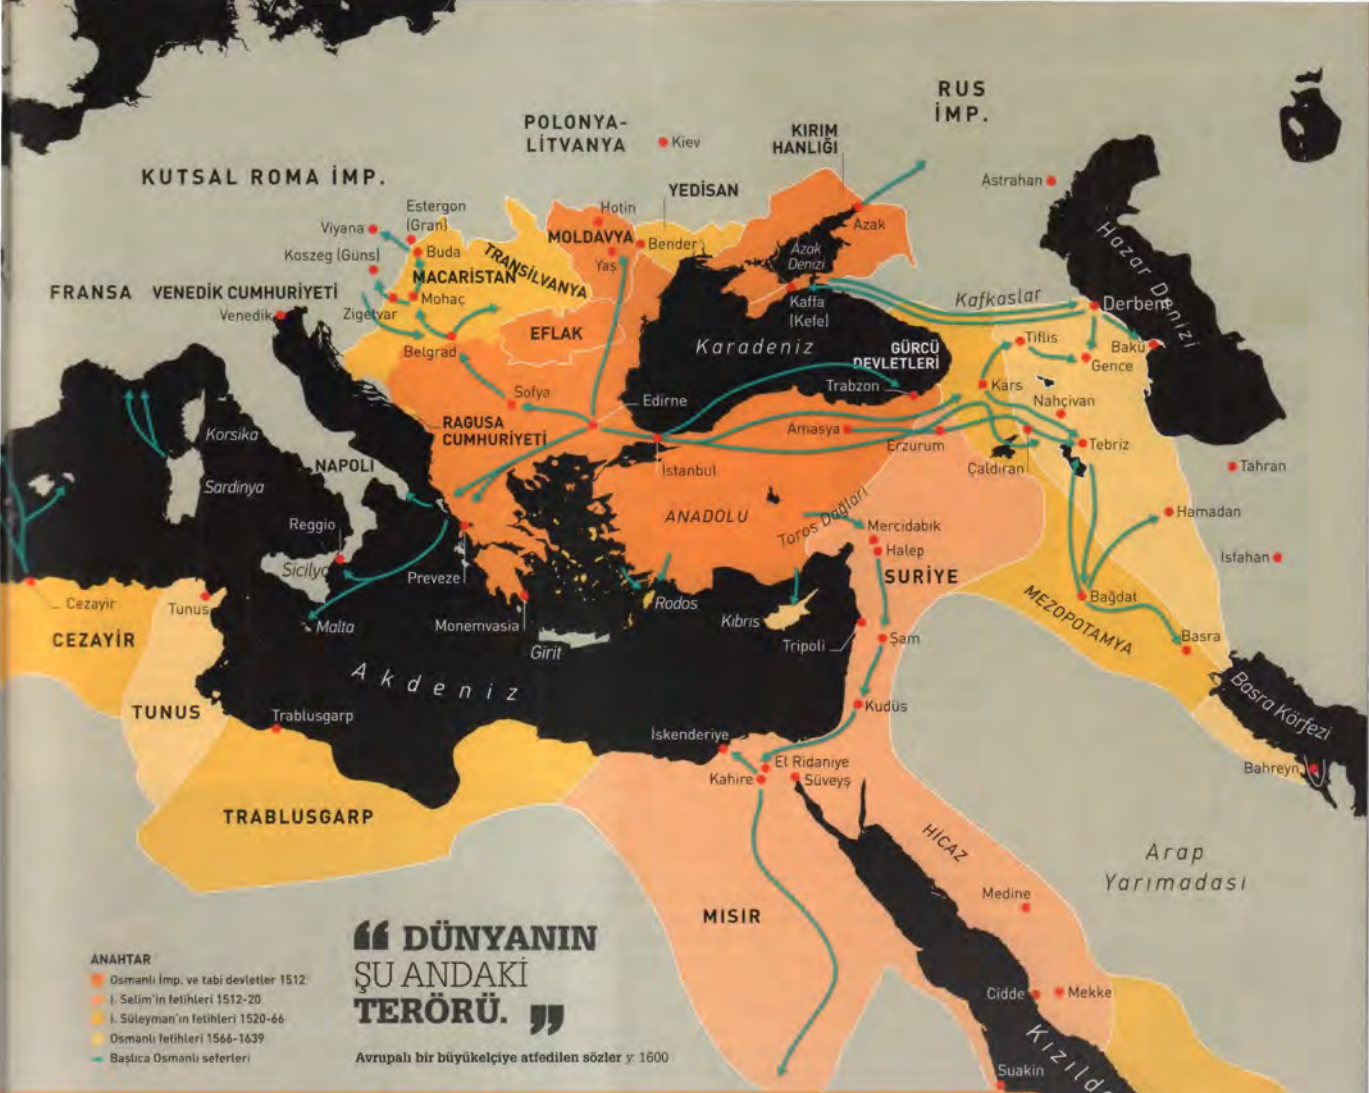 RUS
İMP.
POLONYA-
LİTVANYA
Kiev
KIRIM
HANLIĞI
Astrahan
KUTSAL ROMA İMP.
YEDİSAN
Estergon
(Gran)
Hotin
Viyana
Azak
MOLDAVYA
Bender
Buda
Koszeg (Güns)
TRANSİLVANYA
Yaş
Azak
Denizi
Hazar Denizi
MACARİSTAN
FRANSA
VENEDİK CUMHURİYETİ
Mohaç
Kafkaslar
Derbem
Venedik
Zigetvar
Kaffa
(Kefe)
EFLAK
Tiflis
Belgrad
Karadeniz
GÜRCÜ
DEVLETLERİ
Bakü
Gence
Trabzon
Kars
Sofya
Edirne
Nahçivan
Korsika
RAGUSA
CUMHURİYETİ
Amasya
Erzurum
Tebriz
NAPOLİ
İstanbul
Çaldıran
Tahran
Sardinya
ANADOLU
Toros Dağları
Hamadan
Reggio
Mercidabık
Halep
Isfahan
Sicilya
Preveze
SURİYE
Cezayir
Tunus
Rodos
MEZOPOTAMYA
Bağdat
Malta
Monemvasia
Kıbrıs
CEZAYİR
Girit
Tripoli
Şam
Basra
Akdeniz
TUNUS
Trablusgarp
Kudüs
Basra Körfezi
İskenderiye
El Ridaniye
Kahire
Süveyş
Bahreyn
TRABLUSGARP
HİCAZ
Arap
Yarımadası
Medine
MISIR
Cidde
Mekke
Kızılde
Suakin
ANAHTAR
Osmanlı İmp. ve tabi devletler 1512
I. Selim'in fetihleri 1512-20
I. Süleyman'ın fetihleri 1520-66
Osmanlı fetihleri 1566-1639
Başlıca Osmanlı seferleri
“ DÜNYANIN
ŞU ANDAKİ
TERÖRÜ. ”
Avrupalı bir büyükelçiye atfedilen sözler y. 1600